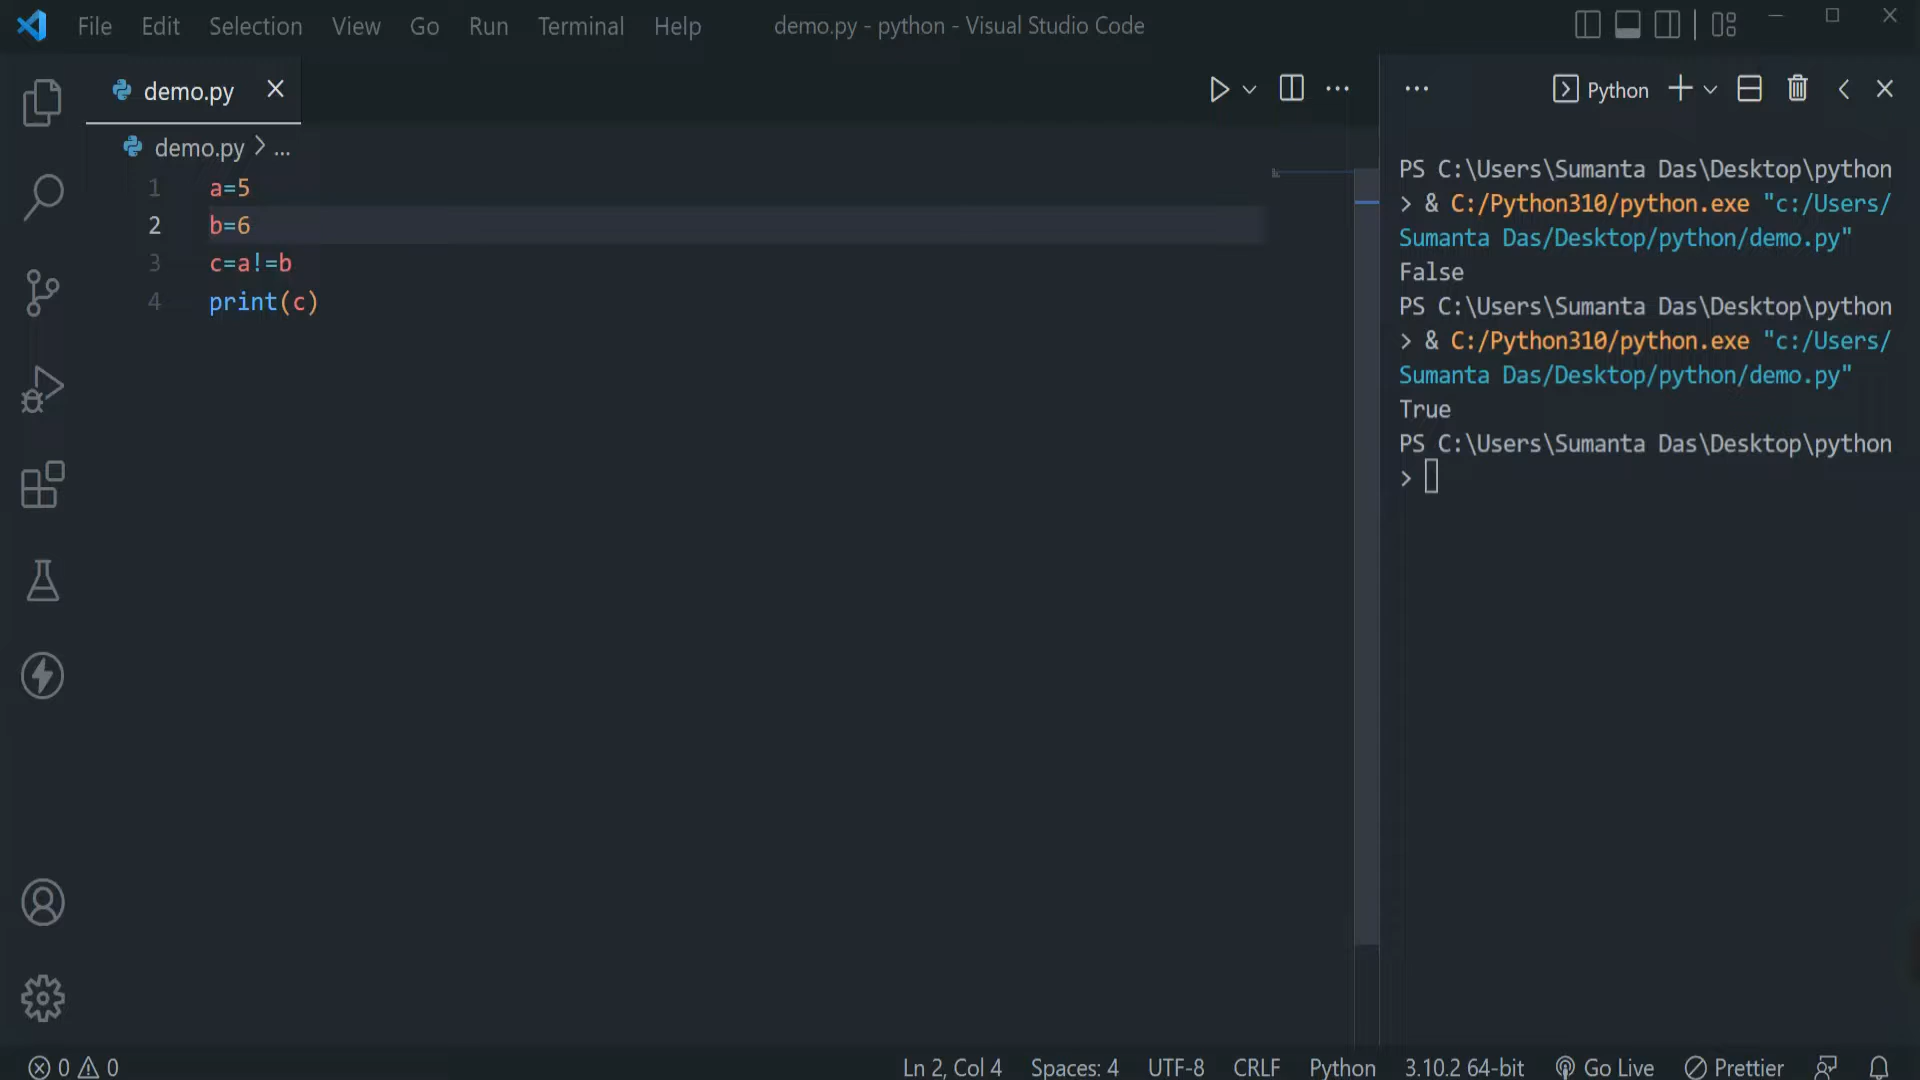 File Edit Selection View Go Run Terminal Help demo.py - python - Visual Studio Code
demo.py
demo.py > ...
1 a=5
2 b=6
3 c=a!=b
4 print(c)
Python
PS C:\Users\Sumanta Das\Desktop\python
> & C:/Python310/python.exe "c:/Users/
Sumanta Das/Desktop/python/demo.py"
False
PS C:\Users\Sumanta Das\Desktop\python
> & C:/Python310/python.exe "c:/Users/
Sumanta Das/Desktop/python/demo.py"
True
PS C:\Users\Sumanta Das\Desktop\python
>
0 0 Ln 2, Col 4 Spaces: 4 UTF-8 CRLF Python 3.10.2 64-bit Go Live Prettier